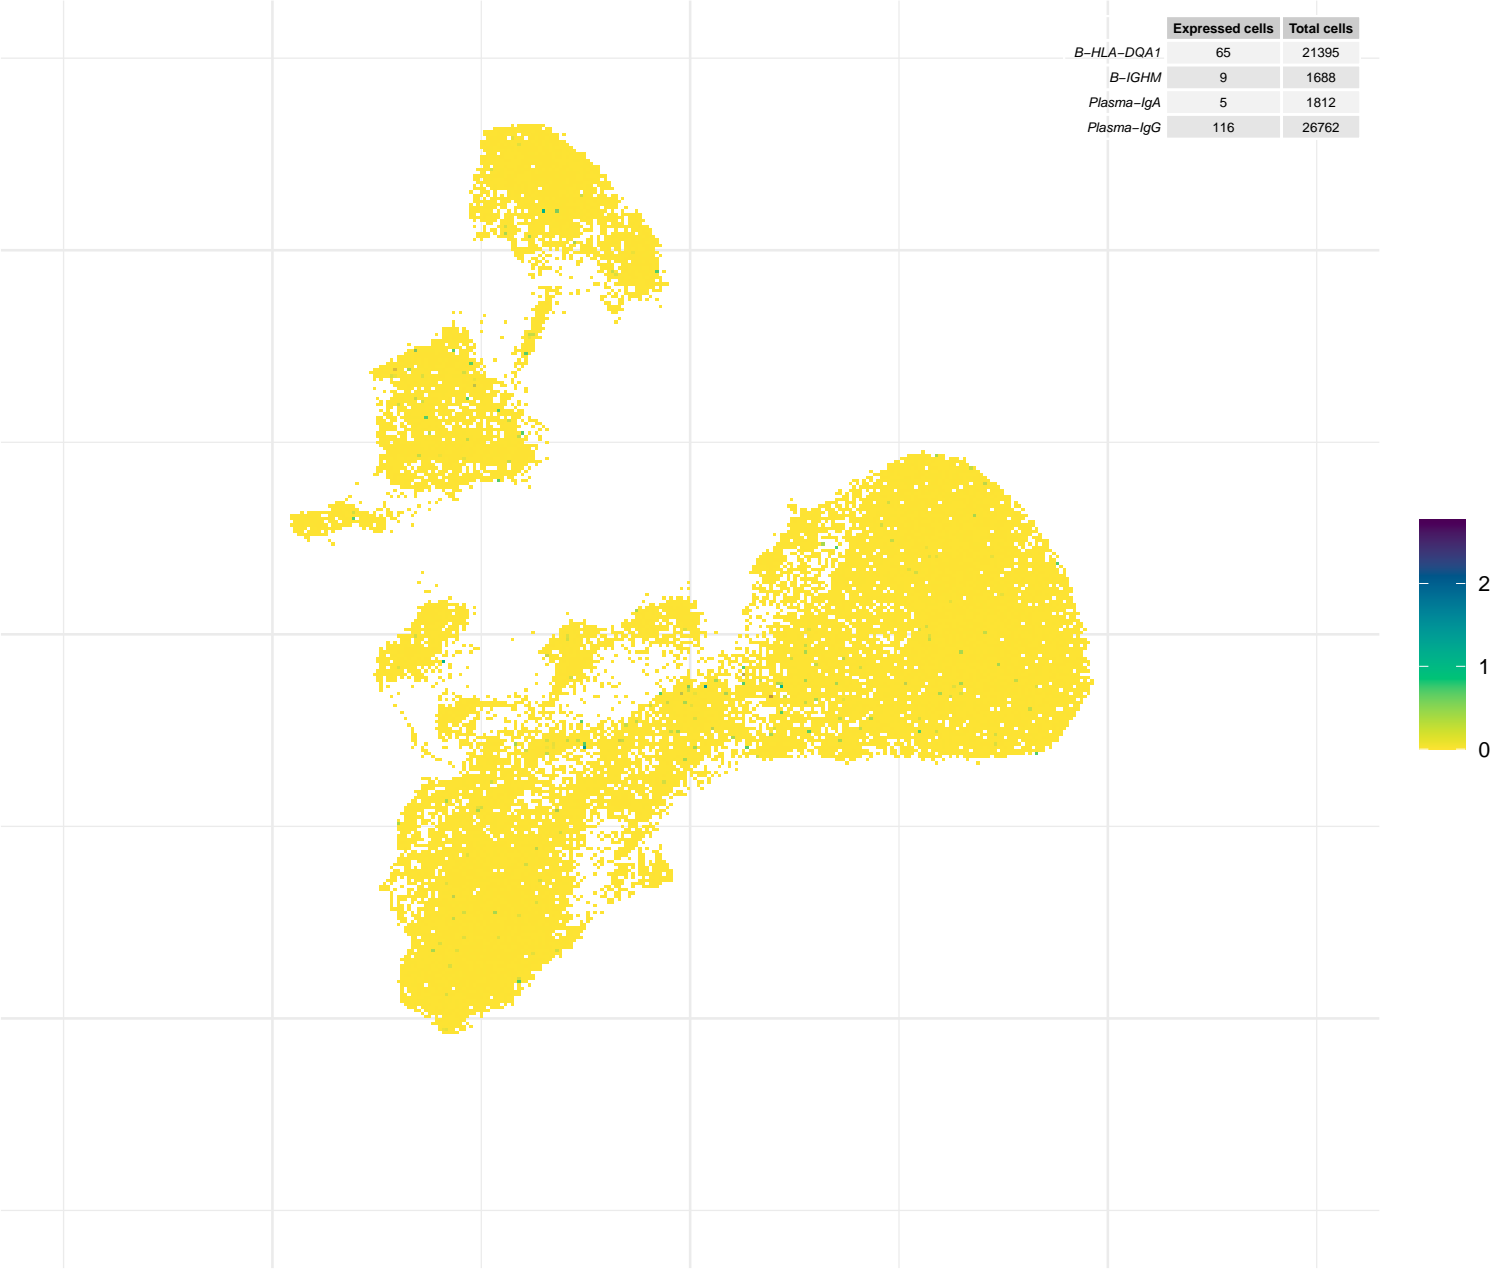 Expressed cells Total cells
B−HLA−DQA1 65 21395
B−IGHM 9 1688
Plasma−IgA 5 1812
Plasma−IgG 116 26762
2
1
0